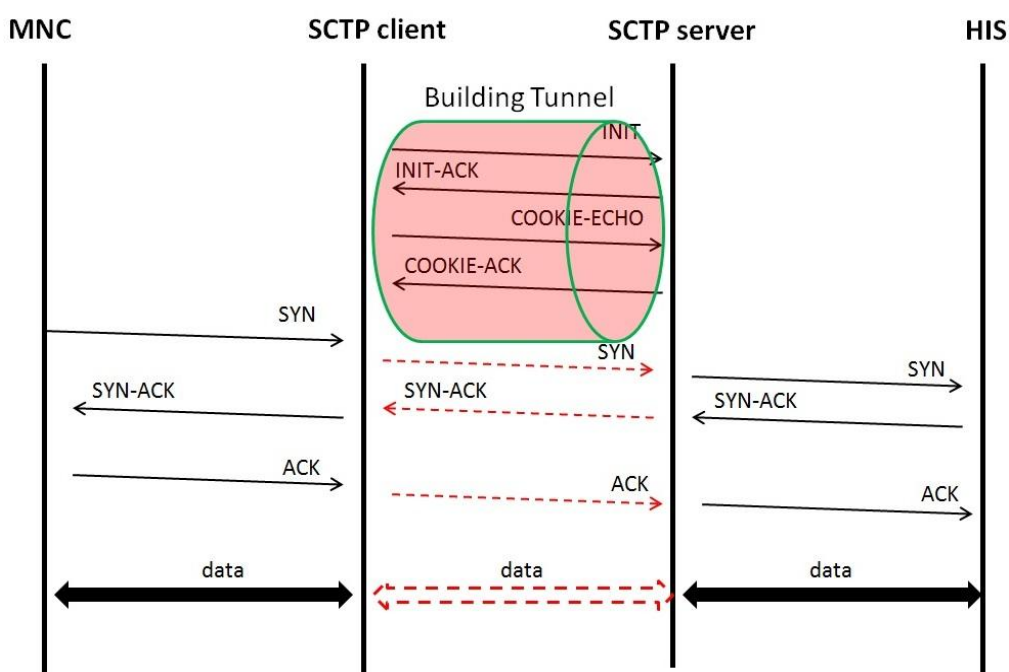 MNC SCTP client SCTP server HIS
Building Tunnel
INIT
INIT-ACK
COOKIE-ECHO
COOKIE-ACK
SYN
SYN
SYN
SYN-ACK
SYN-ACK
SYN-ACK
ACK
ACK
ACK
data data data